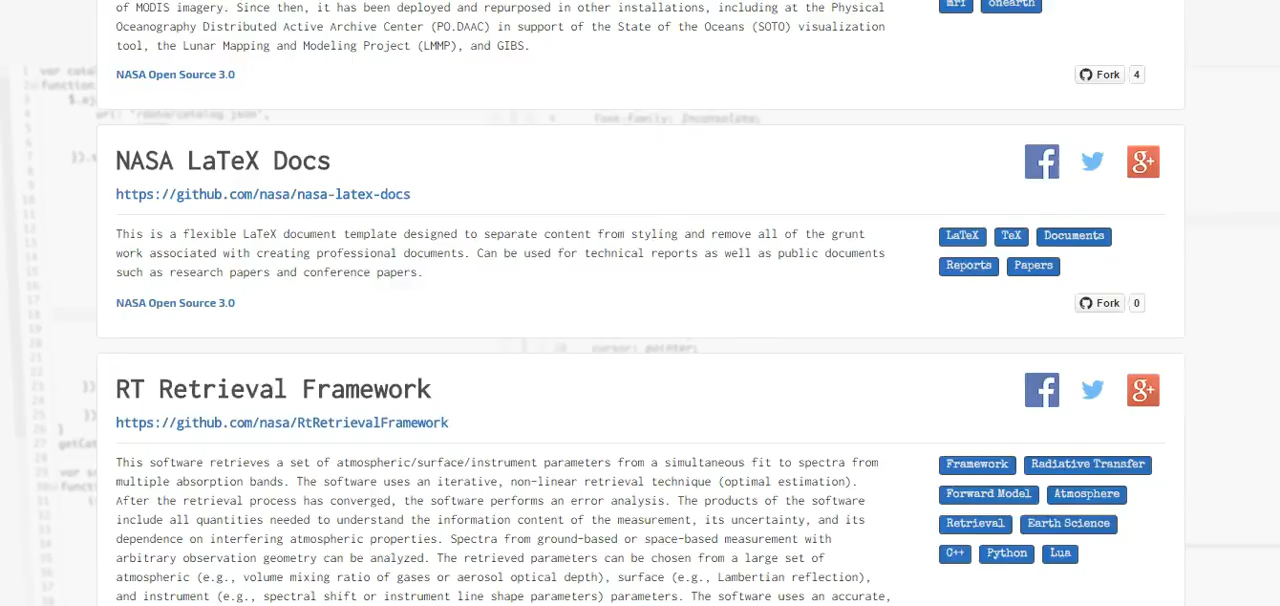 of MODIS imagery. Since then, it has been deployed and repurposed in other installations, including at the Physical
Oceanography Distributed Active Archive Center (PO.DAAC) in support of the State of the Oceans (SOTO) visualization
tool, the Lunar Mapping and Modeling Project (LMMP), and GIBS.
mrf onearth
NASA Open Source 3.0
Fork 4
NASA LaTeX Docs
https://github.com/nasa/nasa-latex-docs
This is a flexible LaTeX document template designed to separate content from styling and remove all of the grunt
work associated with creating professional documents. Can be used for technical reports as well as public documents
such as research papers and conference papers.
LaTeX TeX Documents
Reports Papers
NASA Open Source 3.0
Fork 0
RT Retrieval Framework
https://github.com/nasa/RtRetrievalFramework
This software retrieves a set of atmospheric/surface/instrument parameters from a simultaneous fit to spectra from
multiple absorption bands. The software uses an iterative, non-linear retrieval technique (optimal estimation).
After the retrieval process has converged, the software performs an error analysis. The products of the software
include all quantities needed to understand the information content of the measurement, its uncertainty, and its
dependence on interfering atmospheric properties. Spectra from ground-based or space-based measurement with
arbitrary observation geometry can be analyzed. The retrieved parameters can be chosen from a large set of
atmospheric (e.g., volume mixing ratio of gases or aerosol optical depth), surface (e.g., Lambertian reflection),
and instrument (e.g., spectral shift or instrument line shape parameters) parameters. The software uses an accurate,
Framework Radiative Transfer
Forward Model Atmosphere
Retrieval Earth Science
C++ Python Lua